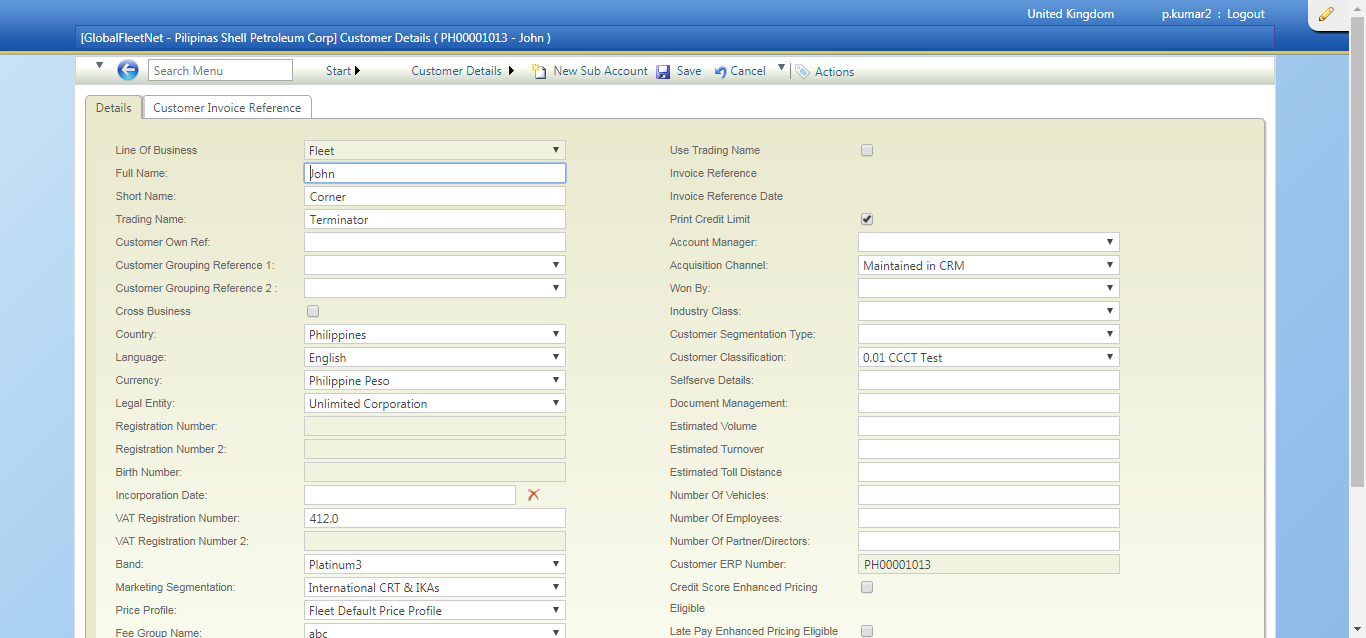 United Kingdom p.kumar2 : Logout
[GlobalFleetNet - Pilipinas Shell Petroleum Corp] Customer Details ( PH00001013 - John )
Search Menu Start Customer Details New Sub Account Save Cancel Actions
Details Customer Invoice Reference
Line Of Business Fleet Use Trading Name
Full Name: John Invoice Reference
Short Name: Corner Invoice Reference Date
Trading Name: Terminator Print Credit Limit
Customer Own Ref: Account Manager:
Customer Grouping Reference 1: Acquisition Channel: Maintained in CRM
Customer Grouping Reference 2 : Won By:
Cross Business Industry Class:
Country: Philippines Customer Segmentation Type:
Language: English Customer Classification: 0.01 CCCT Test
Currency: Philippine Peso Selfserve Details:
Legal Entity: Unlimited Corporation Document Management:
Registration Number: Estimated Volume
Registration Number 2: Estimated Turnover
Birth Number: Estimated Toll Distance
Incorporation Date: Number Of Vehicles:
VAT Registration Number: 412.0 Number Of Employees:
VAT Registration Number 2: Number Of Partner/Directors:
Band: Platinum3 Customer ERP Number: PH00001013
Marketing Segmentation: International CRT & IKAs Credit Score Enhanced Pricing
Price Profile: Fleet Default Price Profile Eligible
Fee Group Name: abc Late Pay Enhanced Pricing Eligible